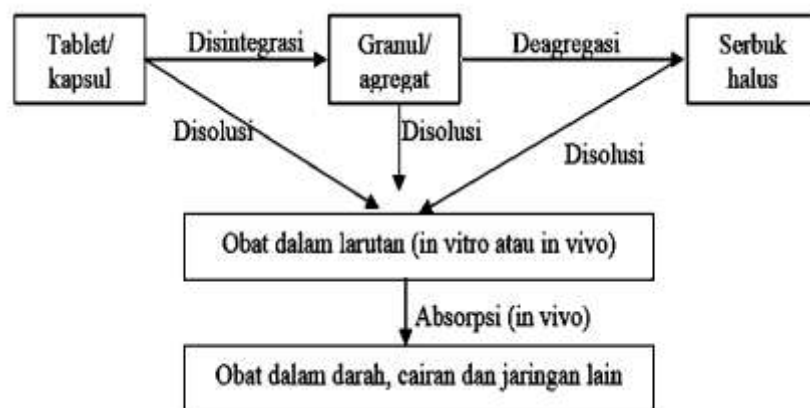 Tablet/
kapsul
Disintegrasi
Granul/
agregat
Deagregasi
Serbuk
halus
Disolusi
Disolusi
Disolusi
Obat dalam larutan (in vitro atau in vivo)
Absorpsi (in vivo)
Obat dalam darah, cairan dan jaringan lain